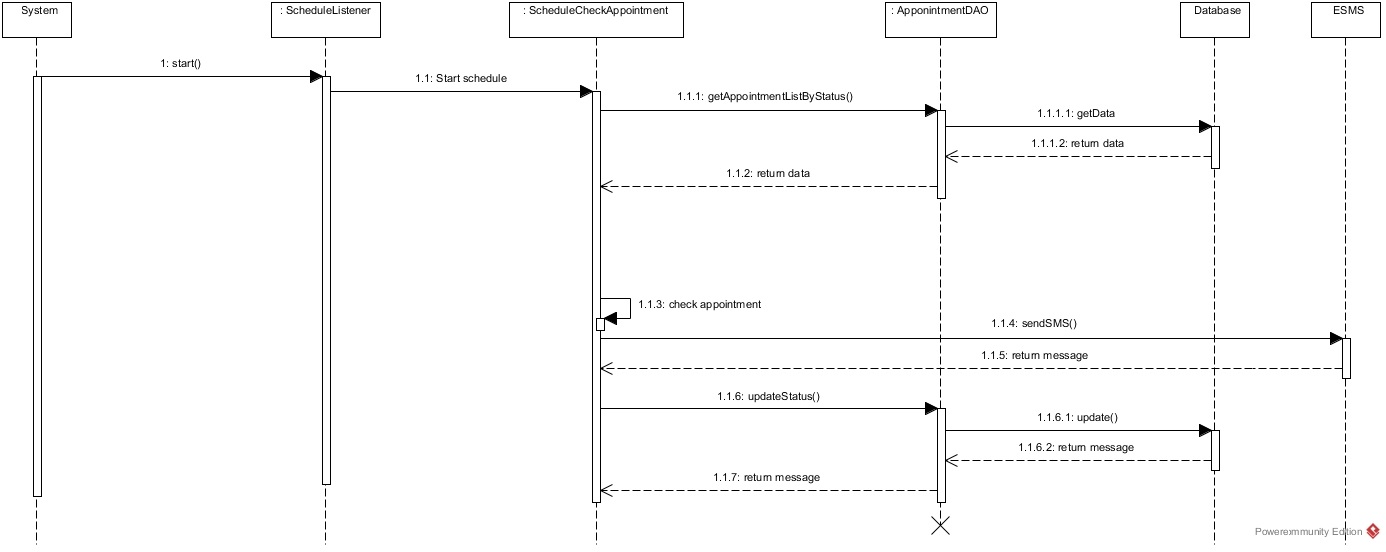 System
: ScheduleListener
: ScheduleCheckAppointment
: ApponintmentDAO
Database
ESMS
1: start()
1.1: Start schedule
1.1.1: getAppointmentListByStatus()
1.1.1.1: getData
1.1.1.2: return data
1.1.2: return data
1.1.3: check appointment
1.1.4: sendSMS()
1.1.5: return message
1.1.6: updateStatus()
1.1.6.1: update()
1.1.6.2: return message
1.1.7: return message
Powerexmmunity Edition